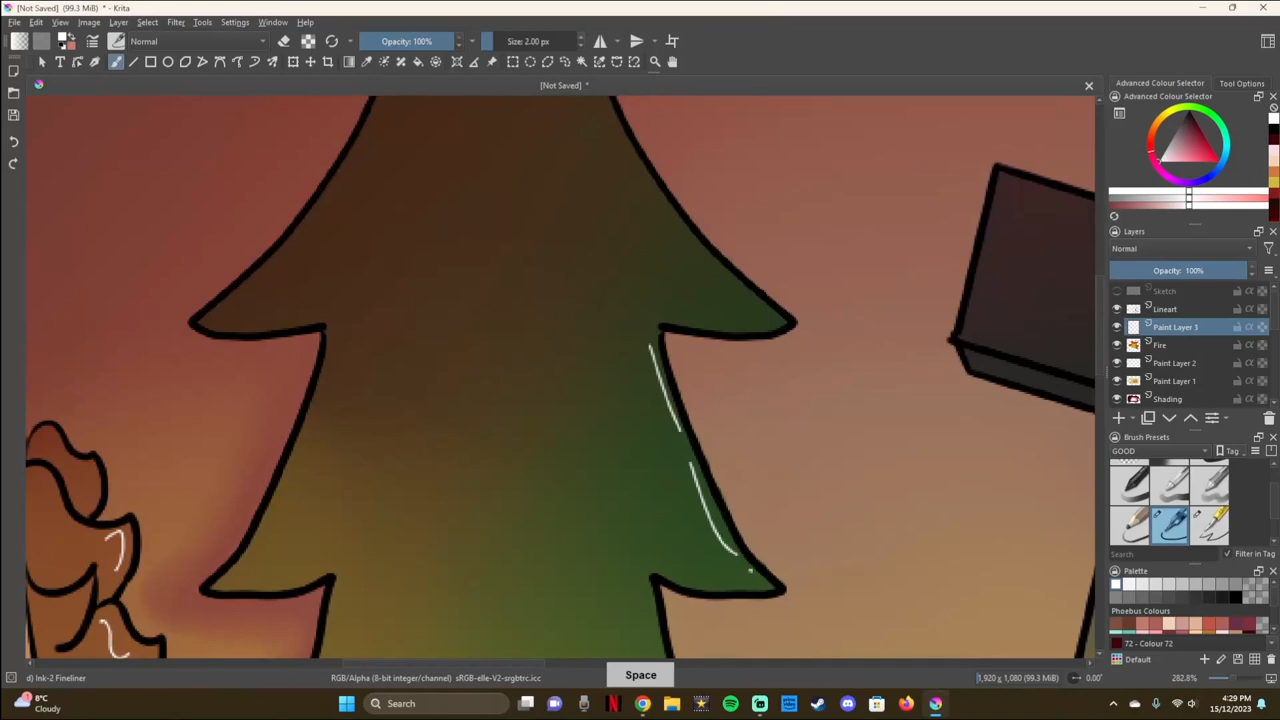 [Not Saved] (99.3 MiB) * - Krita
File Edit View Image Layer Select Filter Tools Settings Window Help
Normal Opacity: 100% Size: 2.00 px
[Not Saved] *
Advanced Colour Selector Tool Options
Advanced Colour Selector
Layers
Normal
Opacity: 100%
Sketch
Lineart
Paint Layer 3
Fire
Paint Layer 2
Paint Layer 1
Shading
Brush Presets
GOOD Tag
Search Filter in Tag
Palette
Phoebus Colours
72 - Colour 72
Default
Space
d) Ink-2 Fineliner RGB/Alpha (8-bit integer/channel) sRGB-elle-V2-srgbtrc.icc 1,920 x 1,080 (99.3 MiB) 0.00° 282.8%
8°C
Cloudy
Search
4:29 PM
15/12/2023